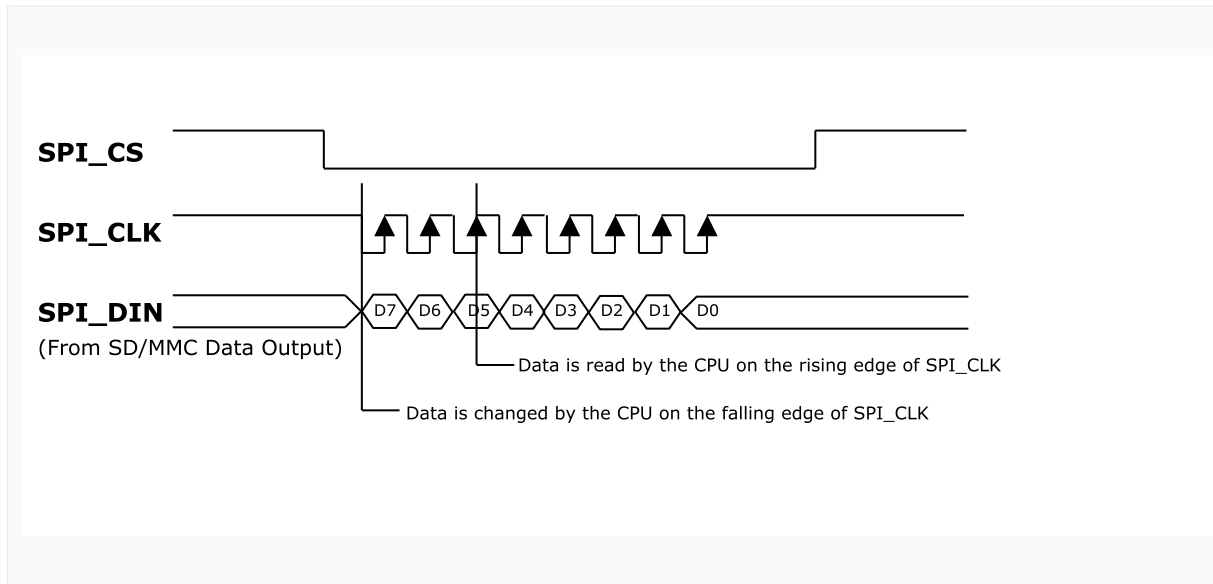 SPI_CS
SPI_CLK
SPI_DIN
D7 D6 D5 D4 D3 D2 D1 D0
(From SD/MMC Data Output)
Data is read by the CPU on the rising edge of SPI_CLK
Data is changed by the CPU on the falling edge of SPI_CLK